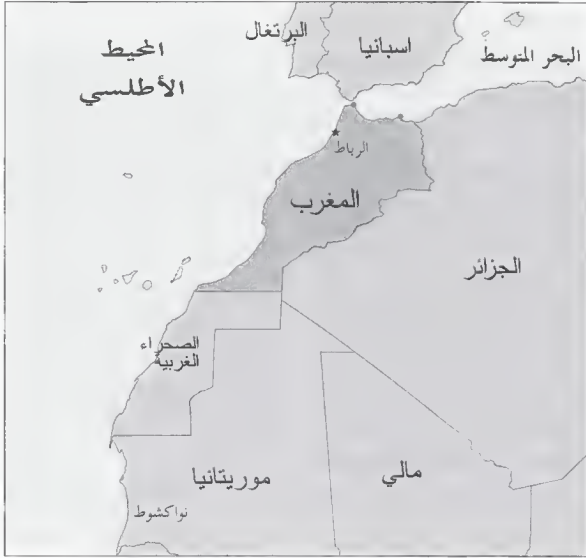 البرتغال
اسبانيا
المحيط
الأطلسي
البحر المتوسط
الرباط
المغرب
الجزائر
الصحراء
الغربية
موريتانيا
مالي
نواكشوط